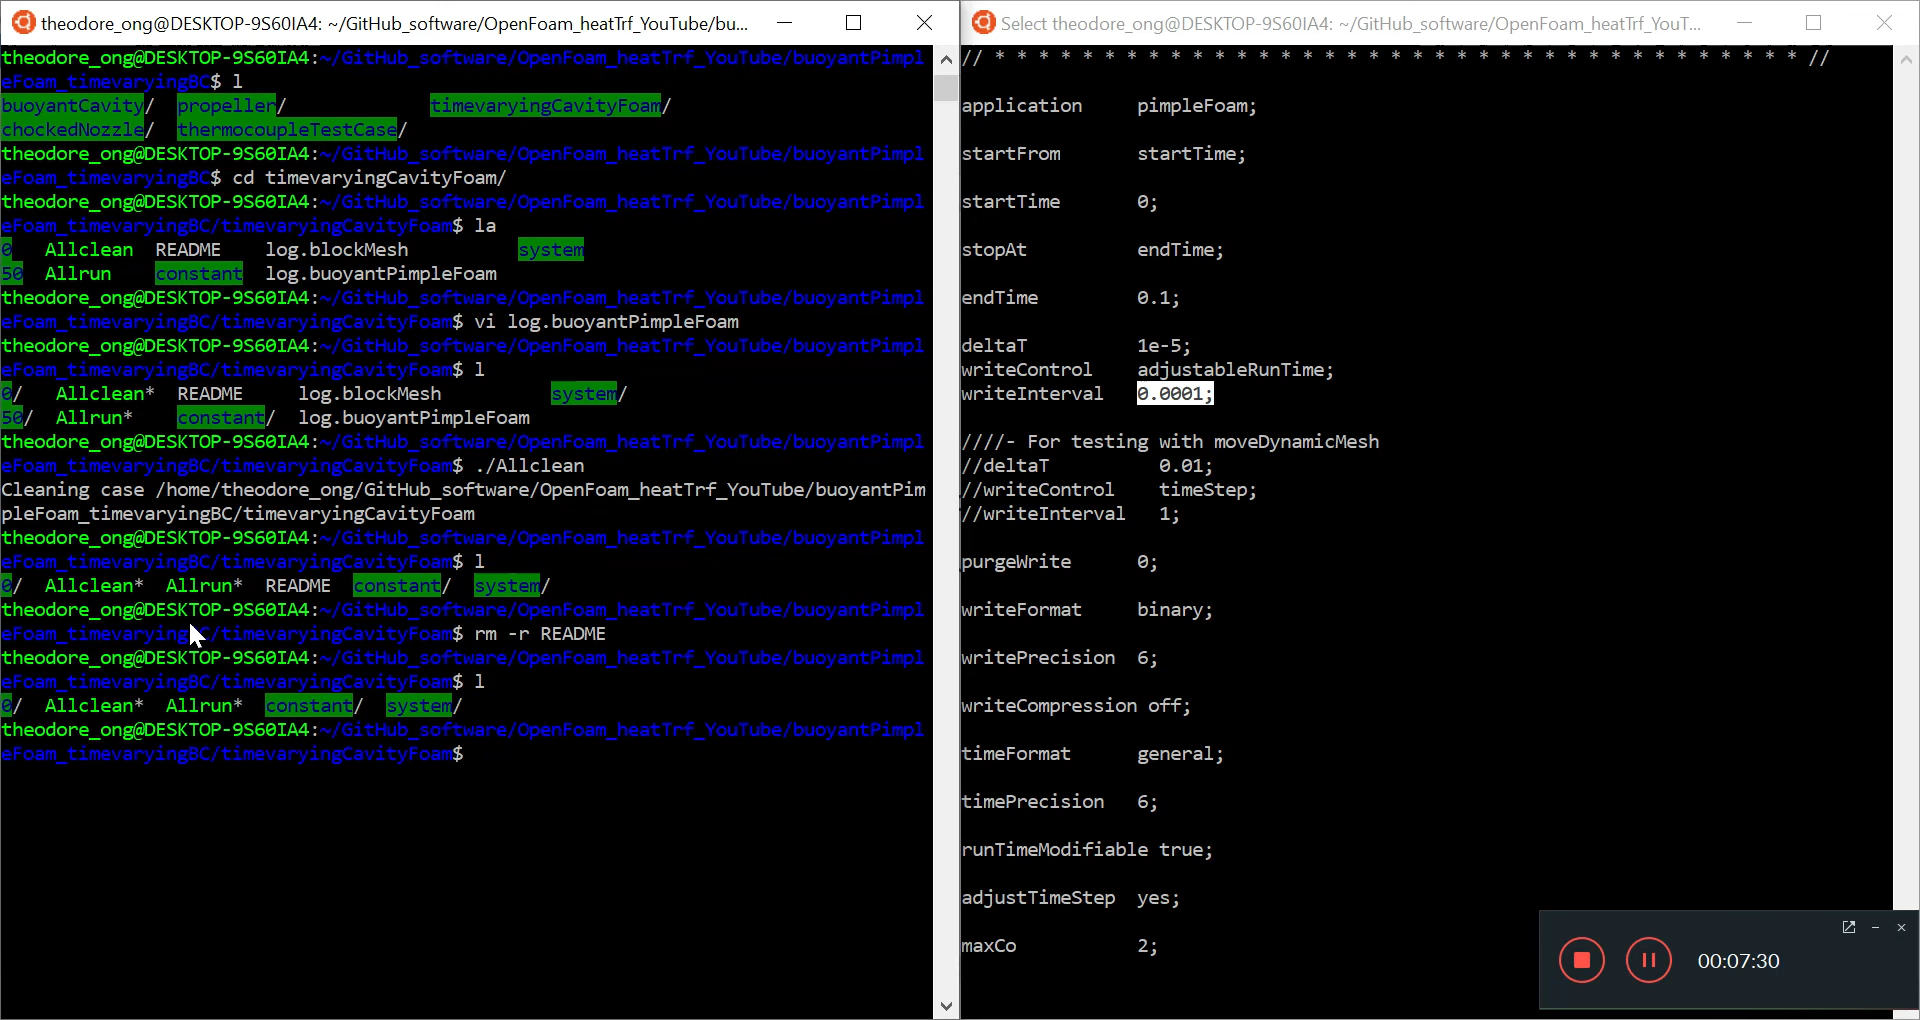 theodore_ong@DESKTOP-9S60IA4: ~/GitHub_software/OpenFoam_heatTrf_YouTube/bu...
theodore_ong@DESKTOP-9S60IA4:~/GitHub_software/OpenFoam_heatTrf_YouTube/buoyantPimpl
eFoam_timevaryingBC$ l
buoyantCavity/  propeller/             timevaryingCavityFoam/
chockedNozzle/  thermocoupleTestCase/
theodore_ong@DESKTOP-9S60IA4:~/GitHub_software/OpenFoam_heatTrf_YouTube/buoyantPimpl
eFoam_timevaryingBC$ cd timevaryingCavityFoam/
theodore_ong@DESKTOP-9S60IA4:~/GitHub_software/OpenFoam_heatTrf_YouTube/buoyantPimpl
eFoam_timevaryingBC/timevaryingCavityFoam$ la
0   Allclean  README    log.blockMesh          system
50  Allrun    constant  log.buoyantPimpleFoam
theodore_ong@DESKTOP-9S60IA4:~/GitHub_software/OpenFoam_heatTrf_YouTube/buoyantPimpl
eFoam_timevaryingBC/timevaryingCavityFoam$ vi log.buoyantPimpleFoam
theodore_ong@DESKTOP-9S60IA4:~/GitHub_software/OpenFoam_heatTrf_YouTube/buoyantPimpl
eFoam_timevaryingBC/timevaryingCavityFoam$ l
0/   Allclean*  README     log.blockMesh          system/
50/  Allrun*    constant/  log.buoyantPimpleFoam
theodore_ong@DESKTOP-9S60IA4:~/GitHub_software/OpenFoam_heatTrf_YouTube/buoyantPimpl
eFoam_timevaryingBC/timevaryingCavityFoam$ ./Allclean
Cleaning case /home/theodore_ong/GitHub_software/OpenFoam_heatTrf_YouTube/buoyantPim
pleFoam_timevaryingBC/timevaryingCavityFoam
theodore_ong@DESKTOP-9S60IA4:~/GitHub_software/OpenFoam_heatTrf_YouTube/buoyantPimpl
eFoam_timevaryingBC/timevaryingCavityFoam$ l
0/  Allclean*  Allrun*  README  constant/  system/
theodore_ong@DESKTOP-9S60IA4:~/GitHub_software/OpenFoam_heatTrf_YouTube/buoyantPimpl
eFoam_timevaryingBC/timevaryingCavityFoam$ rm -r README
theodore_ong@DESKTOP-9S60IA4:~/GitHub_software/OpenFoam_heatTrf_YouTube/buoyantPimpl
eFoam_timevaryingBC/timevaryingCavityFoam$ l
0/  Allclean*  Allrun*  constant/  system/
theodore_ong@DESKTOP-9S60IA4:~/GitHub_software/OpenFoam_heatTrf_YouTube/buoyantPimpl
eFoam_timevaryingBC/timevaryingCavityFoam$
Select theodore_ong@DESKTOP-9S60IA4: ~/GitHub_software/OpenFoam_heatTrf_YouT...
// * * * * * * * * * * * * * * * * * * * * * * * * * * * * * * * * * * * * * //
application     pimpleFoam;
startFrom       startTime;
startTime       0;
stopAt          endTime;
endTime         0.1;
deltaT          1e-5;
writeControl    adjustableRunTime;
writeInterval   0.0001;
////- For testing with moveDynamicMesh
//deltaT          0.01;
//writeControl    timeStep;
//writeInterval   1;
purgeWrite      0;
writeFormat     binary;
writePrecision  6;
writeCompression off;
timeFormat      general;
timePrecision   6;
runTimeModifiable true;
adjustTimeStep  yes;
maxCo           2;
00:07:30